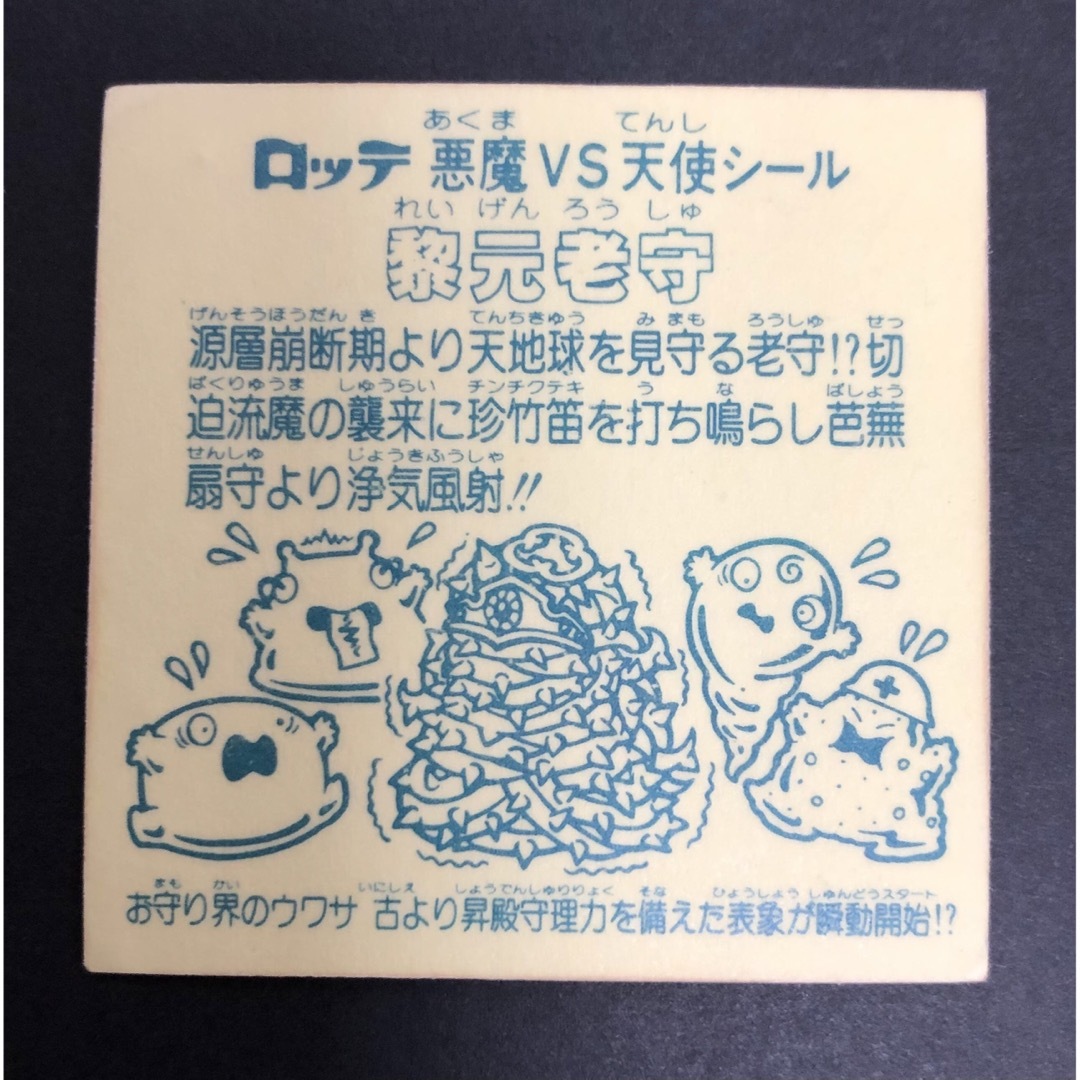 あくま てんし
ロッテ 悪魔VS天使シール
れい げん ろう しゅ
黎元老守
げんそうほうだん き てんちきゅう み まも ろうしゅ せっ
源層崩断期より天地球を見守る老守!?切
ぱくりゅうま しゅうらい チンチクテキ う な ばしょう
迫流魔の襲来に珍竹笛を打ち鳴らし芭蕪
せんしゅ じょうきふうしゃ
扇守より浄気風射!!
まも かい いにしえ しょうでんしゅりりょく そな ひょうしょう しゅんどうスタート
お守り界のウワサ 古より昇殿守理力を備えた表象が瞬動開始!?